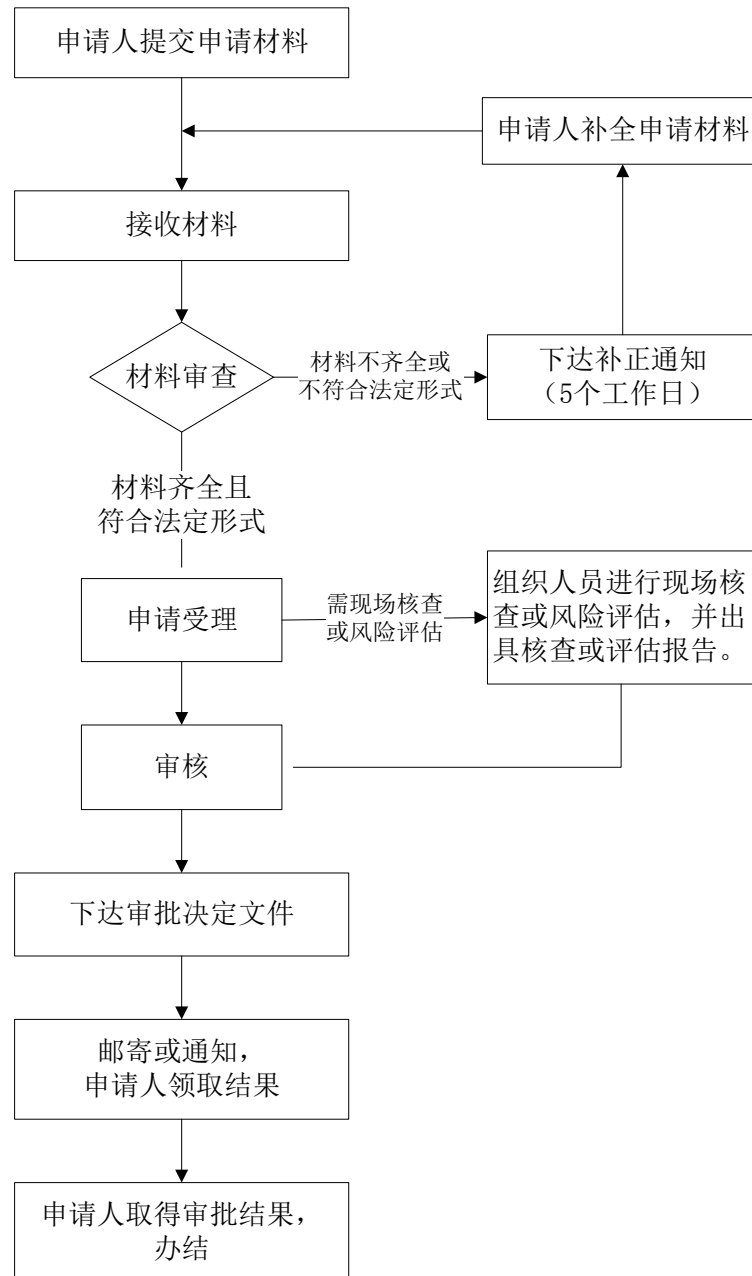 申请人提交申请材料
申请人补全申请材料
接收材料
材料审查
材料不齐全或
不符合法定形式
下达补正通知
（5个工作日）
材料齐全且
符合法定形式
申请受理
需现场核查
或风险评估
组织人员进行现场核
查或风险评估，并出
具核查或评估报告。
审核
下达审批决定文件
邮寄或通知，
申请人领取结果
申请人取得审批结果，
办结